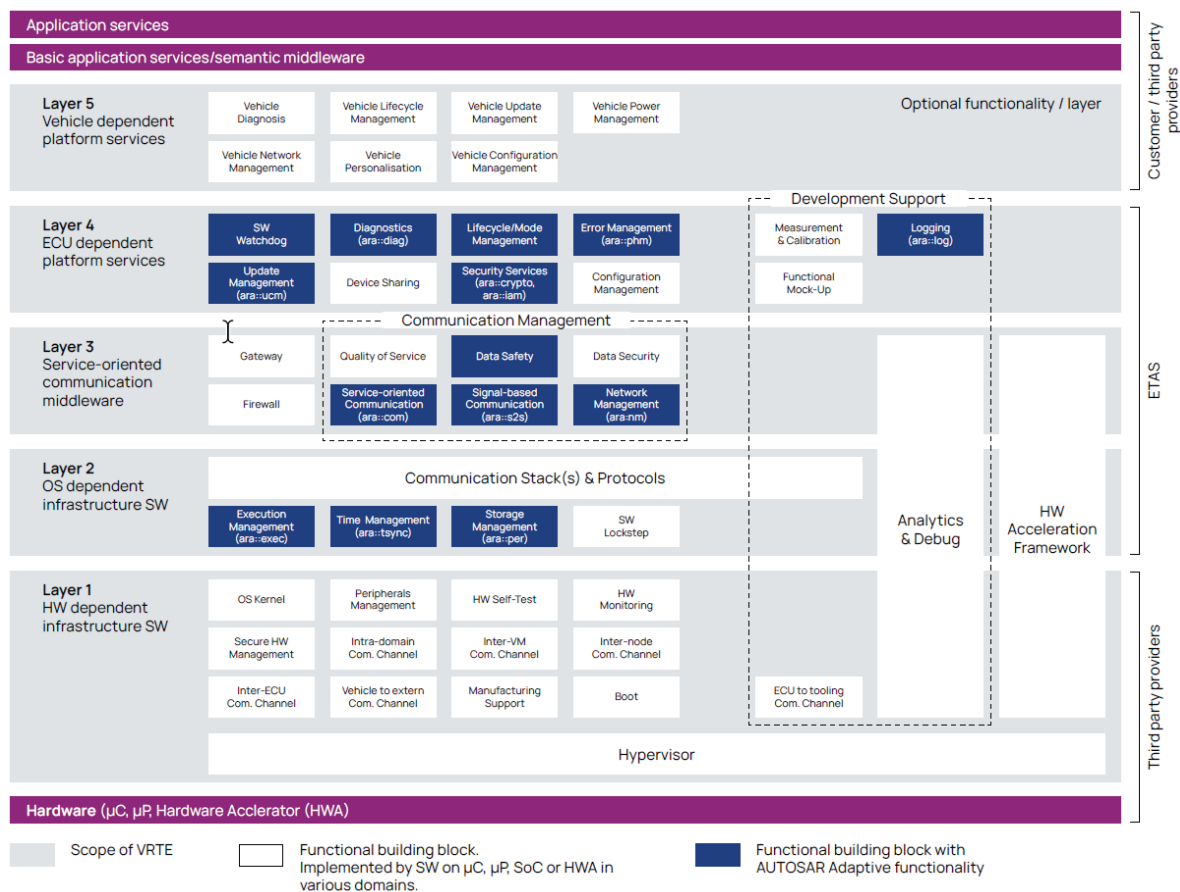 Application services
Basic application services/semantic middleware
Layer 5
Vehicle dependent
platform services
Vehicle
Diagnosis
Vehicle Lifecycle
Management
Vehicle Update
Management
Vehicle Power
Management
Optional functionality / layer
Vehicle Network
Management
Vehicle
Personalisation
Vehicle Configuration
Management
Customer / third party
providers
Development Support
Layer 4
ECU dependent
platform services
SW
Watchdog
Diagnostics
(ara::diag)
Lifecycle/Mode
Management
Error Management
(ara::phm)
Measurement
& Calibration
Logging
(ara::log)
Update
Management
(ara::ucm)
Device Sharing
Security Services
(ara::crypto,
ara::iam)
Configuration
Management
Functional
Mock-Up
Communication Management
Layer 3
Service-oriented
communication
middleware
Gateway
Quality of Service
Data Safety
Data Security
Firewall
Service-oriented
Communication
(ara::com)
Signal-based
Communication
(ara::s2s)
Network
Management
(ara:nm)
ETAS
Layer 2
OS dependent
infrastructure SW
Communication Stack(s) & Protocols
Execution
Management
(ara::exec)
Time Management
(ara::tsync)
Storage
Management
(ara::per)
SW
Lockstep
Analytics
& Debug
HW
Acceleration
Framework
Layer 1
HW dependent
infrastructure SW
OS Kernel
Peripherals
Management
HW Self-Test
HW
Monitoring
Secure HW
Management
Intra-domain
Com. Channel
Inter-VM
Com. Channel
Inter-node
Com. Channel
Inter-ECU
Com. Channel
Vehicle to extern
Com. Channel
Manufacturing
Support
Boot
ECU to tooling
Com. Channel
Hypervisor
Third party providers
Hardware (µC, µP, Hardware Acclerator (HWA)
Scope of VRTE
Functional building block.
Implemented by SW on µC, µP, SoC or HWA in
various domains.
Functional building block with
AUTOSAR Adaptive functionality